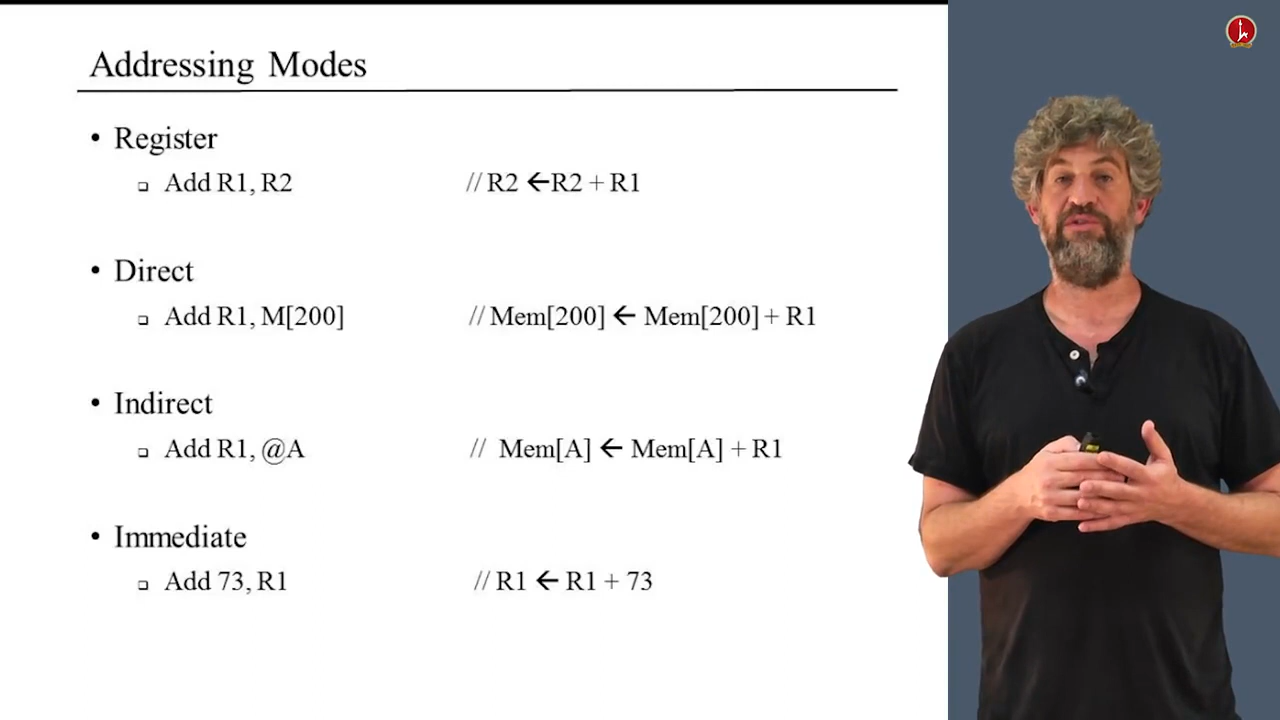 Addressing Modes
• Register
❑ Add R1, R2 // R2 ←R2 + R1
• Direct
❑ Add R1, M[200] // Mem[200] ← Mem[200] + R1
• Indirect
❑ Add R1, @A // Mem[A] ← Mem[A] + R1
• Immediate
❑ Add 73, R1 // R1 ← R1 + 73